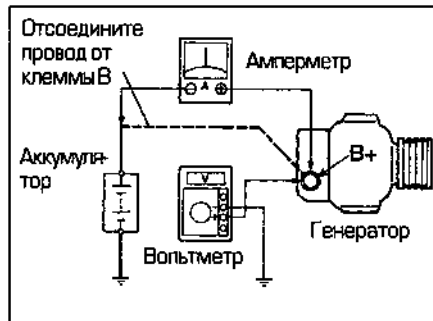 Отсоедините
провод от
клеммы В
Амперметр
А
В+
Аккумуля-
тор
V
Вольтметр
Генератор